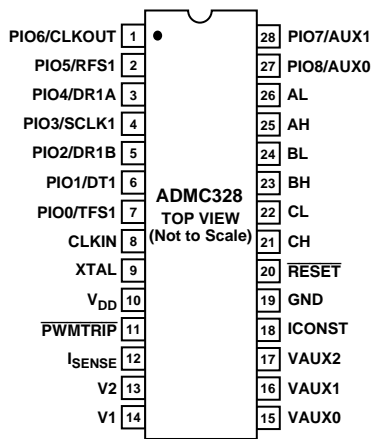 PIO6/CLKOUT 1 28 PIO7/AUX1
PIO5/RFS1 2 27 PIO8/AUX0
PIO4/DR1A 3 26 AL
PIO3/SCLK1 4 25 AH
PIO2/DR1B 5 24 BL
PIO1/DT1 6 23 BH
ADMC328
PIO0/TFS1 7 TOP VIEW 22 CL
(Not to Scale)
CLKIN 8 21 CH
XTAL 9 20 RESET
VDD 10 19 GND
PWMTRIP 11 18 ICONST
ISENSE 12 17 VAUX2
V2 13 16 VAUX1
V1 14 15 VAUX0